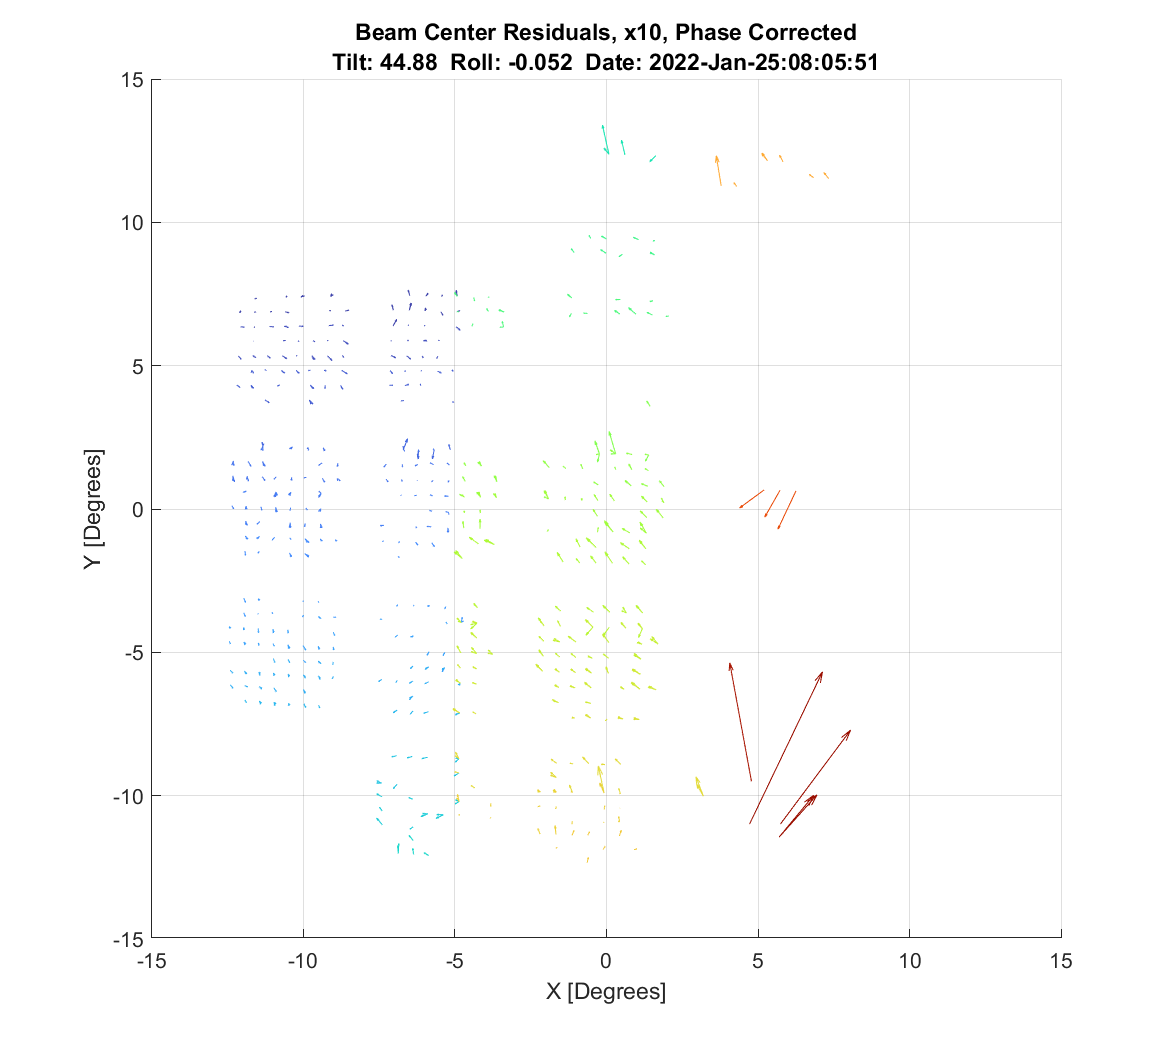 Beam Center Residuals, x10, Phase Corrected
Tilt: 44.88 Roll: -0.052 Date: 2022-Jan-25:08:05:51
15
10
5
0
-5
-10
-15
Y [Degrees]
-15 -10 -5 0 5 10 15
X [Degrees]